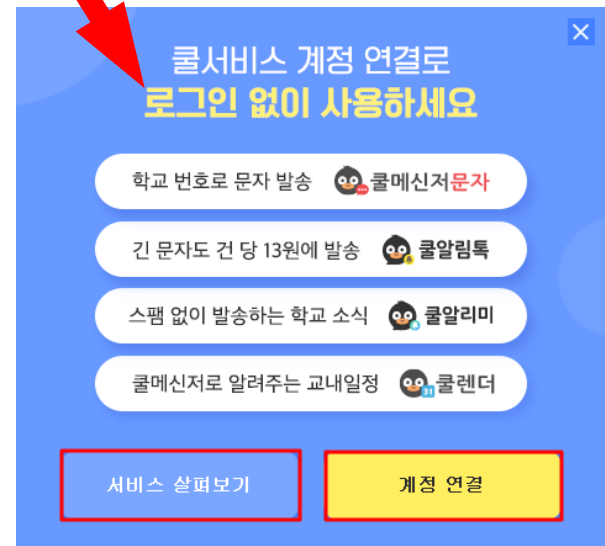 쿨서비스 계정 연결로
로그인 없이 사용하세요
학교 번호로 문자 발송 쿨메신저문자
긴 문자도 건 당 13원에 발송 쿨알림톡
스팸 없이 발송하는 학교 소식 쿨알리미
쿨메신저로 알려주는 교내일정 31 쿨렌더
서비스 살펴보기 계정 연결